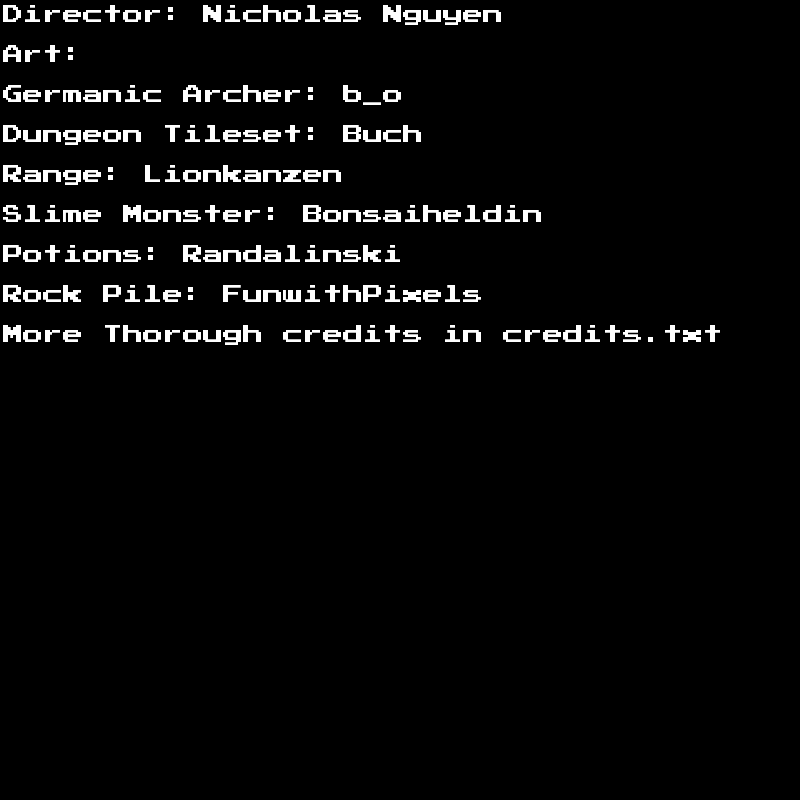 Director: Nicholas Nguyen
Art:
Germanic Archer: b_o
Dungeon Tileset: Buch
Range: Lionkanzen
Slime Monster: Bonsaiheldin
Potions: Randalinski
Rock Pile: FunwithPixels
More Thorough credits in credits.txt